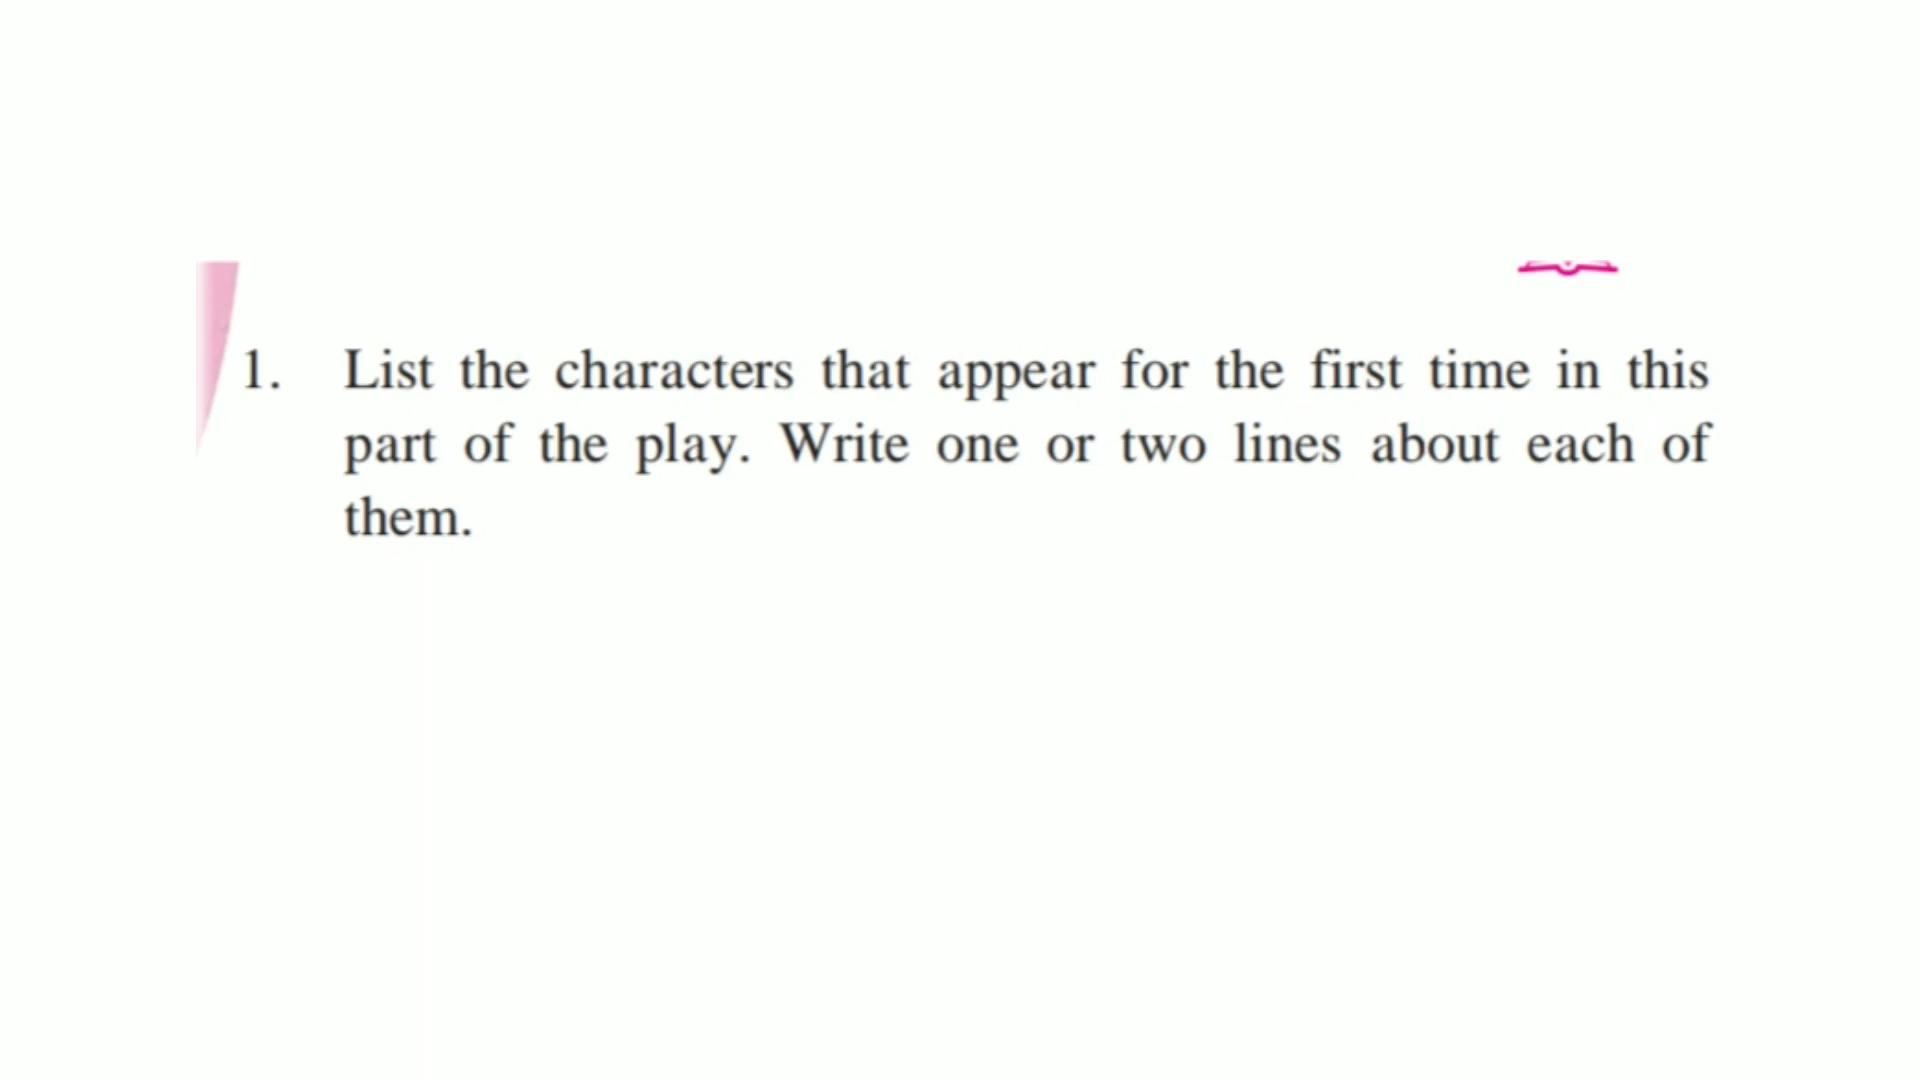 1. List the characters that appear for the first time in this
part of the play. Write one or two lines about each of
them.